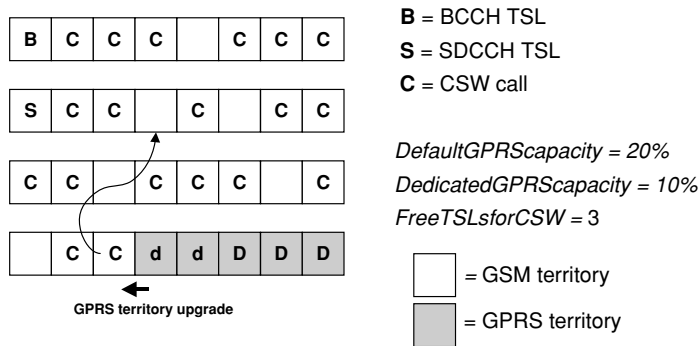 B C C C C C C
S C C C C C
C C C C C C
C C d d D D D
GPRS territory upgrade
B = BCCH TSL
S = SDCCH TSL
C = CSW call
DefaultGPRScapacity = 20%
DedicatedGPRScapacity = 10%
FreeTSLsforCSW = 3
= GSM territory
= GPRS territory